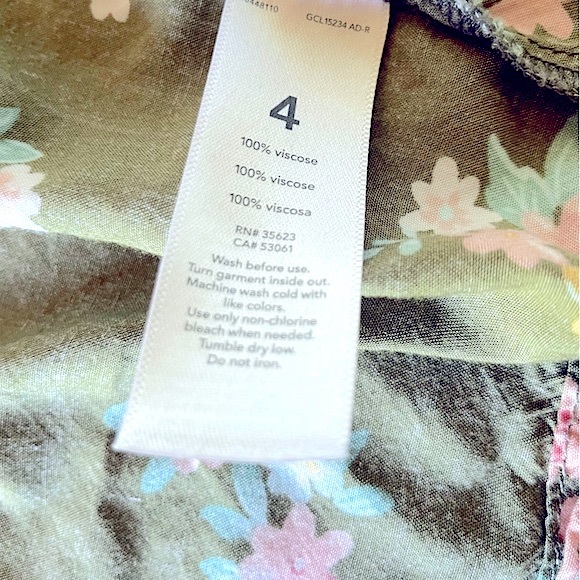 GCL15234 AD-R
4
100% viscose
100% viscose
100% viscosa
RN# 35623
CA# 53061
Wash before use.
Turn garment inside out.
Machine wash cold with
like colors.
Use only non-chlorine
bleach when needed.
Tumble dry low.
Do not iron.